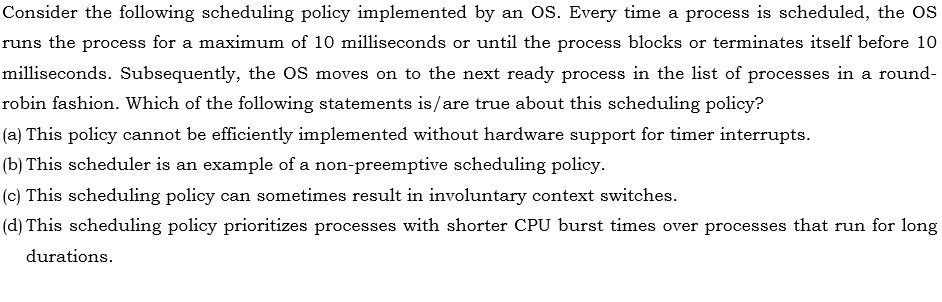 Consider the following scheduling policy implemented by an OS. Every time a process is scheduled, the OS
runs the process for a maximum of 10 milliseconds or until the process blocks or terminates itself before 10
milliseconds. Subsequently, the OS moves on to the next ready process in the list of processes in a round-
robin fashion. Which of the following statements is/are true about this scheduling policy?
(a) This policy cannot be efficiently implemented without hardware support for timer interrupts.
(b) This scheduler is an example of a non-preemptive scheduling policy.
(c) This scheduling policy can sometimes result in involuntary context switches.
(d) This scheduling policy prioritizes processes with shorter CPU burst times over processes that run for long
durations.